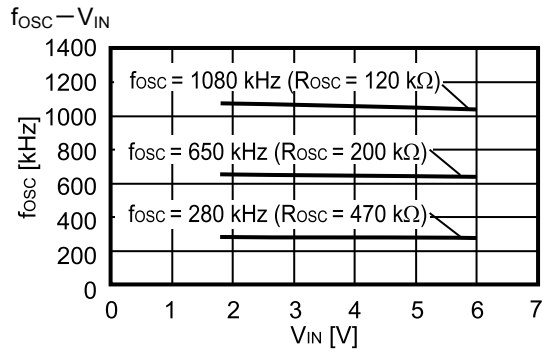 fOSC－VIN
1400
1200
1000
800
600
400
200
0
fOSC [kHz]
fOSC = 1080 kHz (ROSC = 120 kΩ)
fOSC = 650 kHz (ROSC = 200 kΩ)
fOSC = 280 kHz (ROSC = 470 kΩ)
0 1 2 3 4 5 6 7
VIN [V]